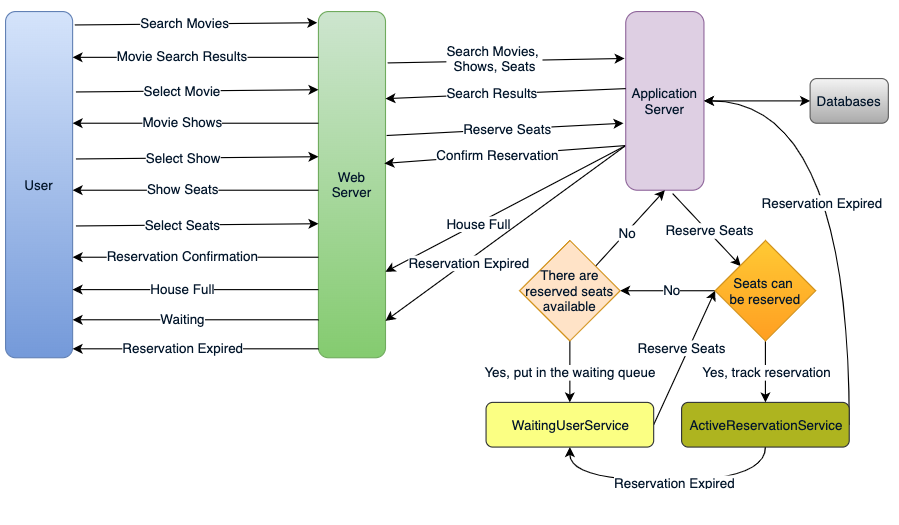 Search Movies
Movie Search Results
Select Movie
Movie Shows
Select Show
Show Seats
Select Seats
Reservation Confirmation
House Full
Waiting
Reservation Expired
User
Web
Server
Search Movies,
Shows, Seats
Search Results
Reserve Seats
Confirm Reservation
House Full
Reservation Expired
Application
Server
Databases
Reservation Expired
No
Reserve Seats
There are
reserved seats
available
No
Seats can
be reserved
Reserve Seats
Yes, put in the waiting queue
Yes, track reservation
WaitingUserService
ActiveReservationService
Reservation Expired